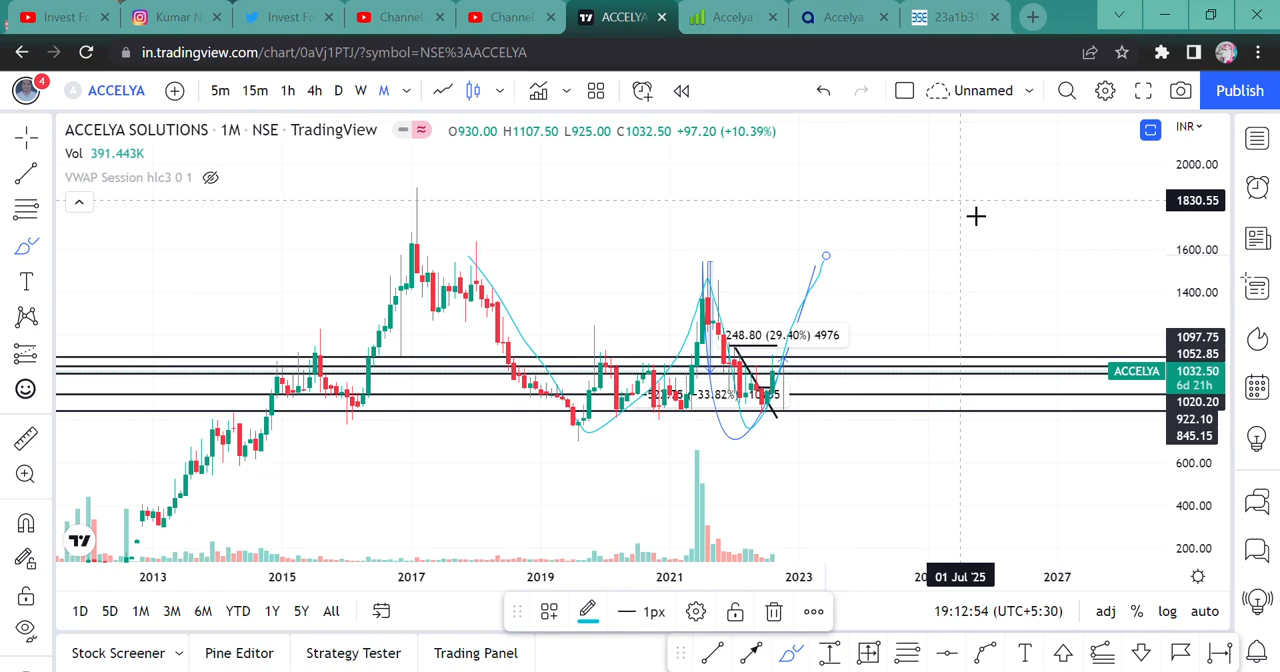 Invest Fo
Kumar N
Invest Fo
Channel
Channel
ACCELYA
Accelya
Accelya
23a1b31
in.tradingview.com/chart/0aVj1PTJ/?symbol=NSE%3AACCELYA
4
A ACCELYA
5m 15m 1h 4h D W M
Unnamed
Publish
ACCELYA SOLUTIONS · 1M · NSE · TradingView
O930.00 H1107.50 L925.00 C1032.50 +97.20 (+10.39%)
INR
Vol 391.443K
VWAP Session hlc3 0 1
2000.00
1830.55
1600.00
1400.00
248.80 (29.40%) 4976
1097.75
1052.85
ACCELYA 1032.50
6d 21h
1020.20
922.10
845.15
600.00
400.00
200.00
2013 2015 2017 2019 2021 2023 01 Jul '25 2027
1D 5D 1M 3M 6M YTD 1Y 5Y All
1px
19:12:54 (UTC+5:30) adj % log auto
Stock Screener Pine Editor Strategy Tester Trading Panel